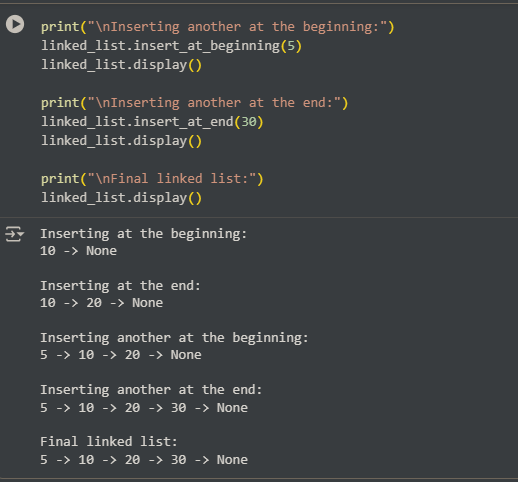 print("\nInserting another at the beginning:")
linked_list.insert_at_beginning(5)
linked_list.display()
print("\nInserting another at the end:")
linked_list.insert_at_end(30)
linked_list.display()
print("\nFinal linked list:")
linked_list.display()
Inserting at the beginning:
10 -> None
Inserting at the end:
10 -> 20 -> None
Inserting another at the beginning:
5 -> 10 -> 20 -> None
Inserting another at the end:
5 -> 10 -> 20 -> 30 -> None
Final linked list:
5 -> 10 -> 20 -> 30 -> None